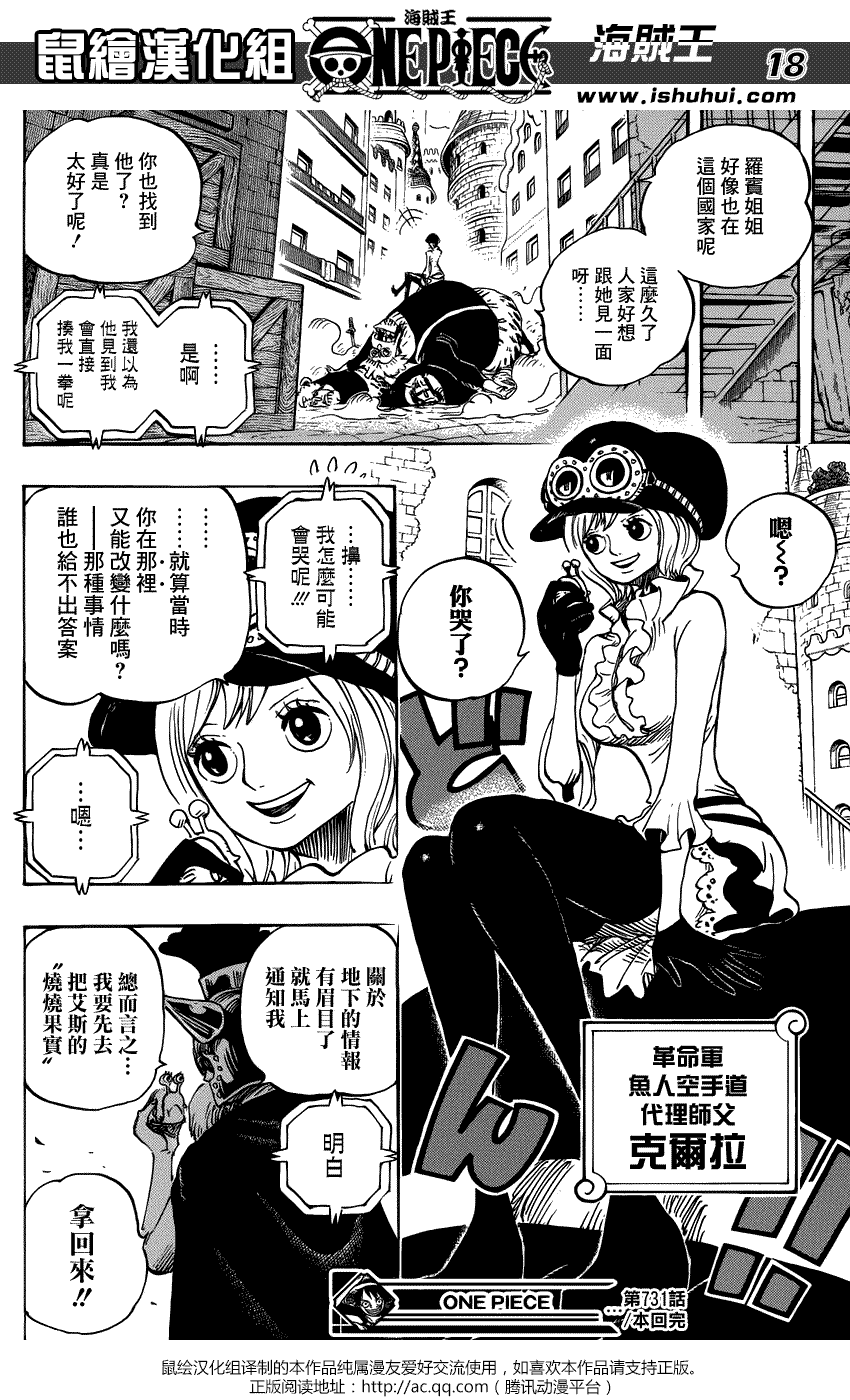 鼠繪漢化組
海賊王
ONE PIECE
海賊王
18
www.ishuhui.com
羅賓姐姐
好像也在
這個國家呢
這麼久了
人家好想
跟她見一面
呀……
你也找到
他了？
真是
太好了呢！
……
是啊
我還以為
他見到我
會直接
揍我一拳呢
嗯～？
你哭了？
…擤……
我怎麼可能
會哭呢!!!
……
……就算當時
你在那裡
又能改變什麼嗎？
——那種事情
誰也給不出答案
……嗯…
ドドン!!
革命軍
魚人空手道
代理師父
克爾拉
關於
地下的情報
有眉目了
就馬上
通知我
明白
總而言之…
我要先去
把艾斯的
“燒燒果實”
拿回來!!
ONE PIECE
第731話
…/本回完
鼠绘汉化组译制的本作品纯属漫友爱好交流使用，如喜欢本作品请支持正版。
正版阅读地址：http://ac.qq.com（腾讯动漫平台）